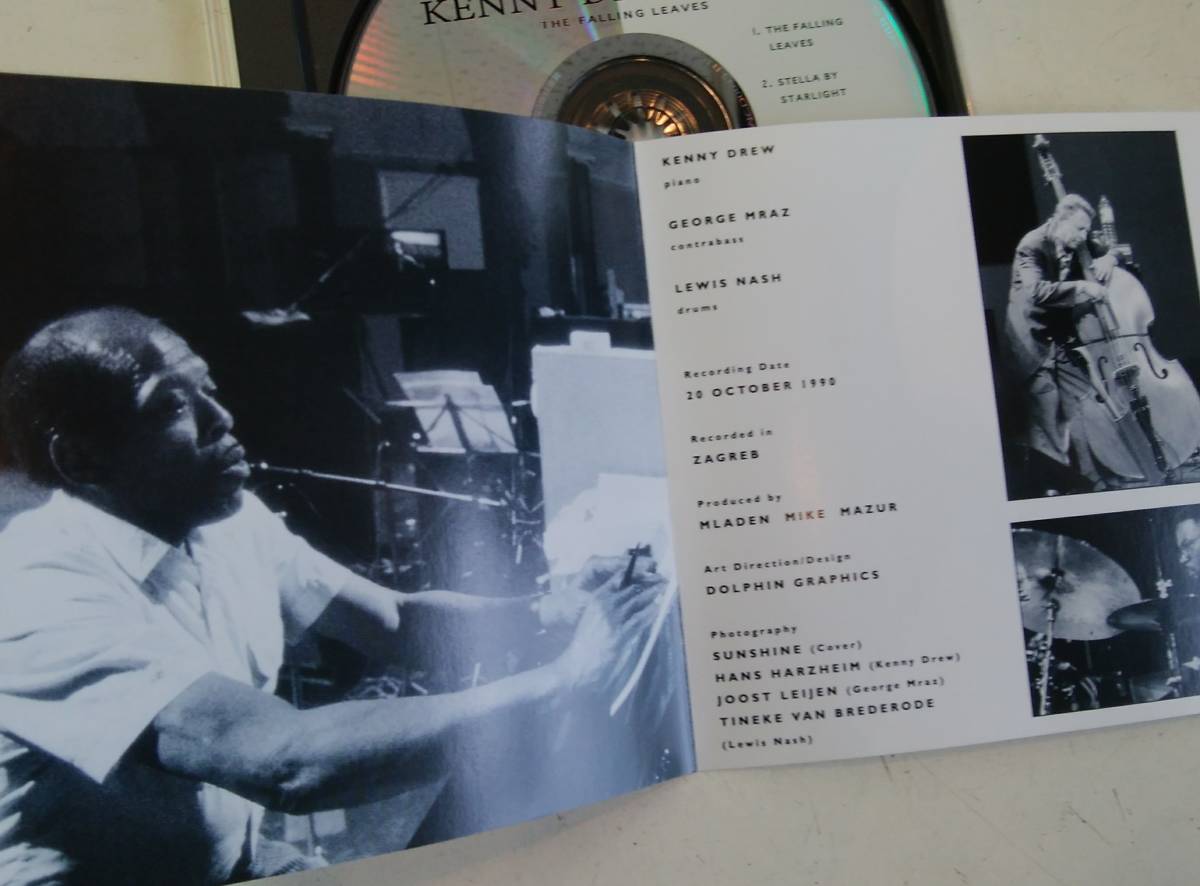 KENNY
THE FALLING LEAVES
1. THE FALLING
LEAVES
2. STELLA BY
STARLIGHT
KENNY DREW
piano
GEORGE MRAZ
contrabass
LEWIS NASH
drums
Recording Date
20 OCTOBER 1990
Recorded in
ZAGREB
Produced by
MLADEN MIKE MAZUR
Art Direction/Design
DOLPHIN GRAPHICS
Photography
SUNSHINE (Cover)
HANS HARZHEIM (Kenny Drew)
JOOST LEIJEN (George Mraz)
TINEKE VAN BREDERODE
(Lewis Nash)